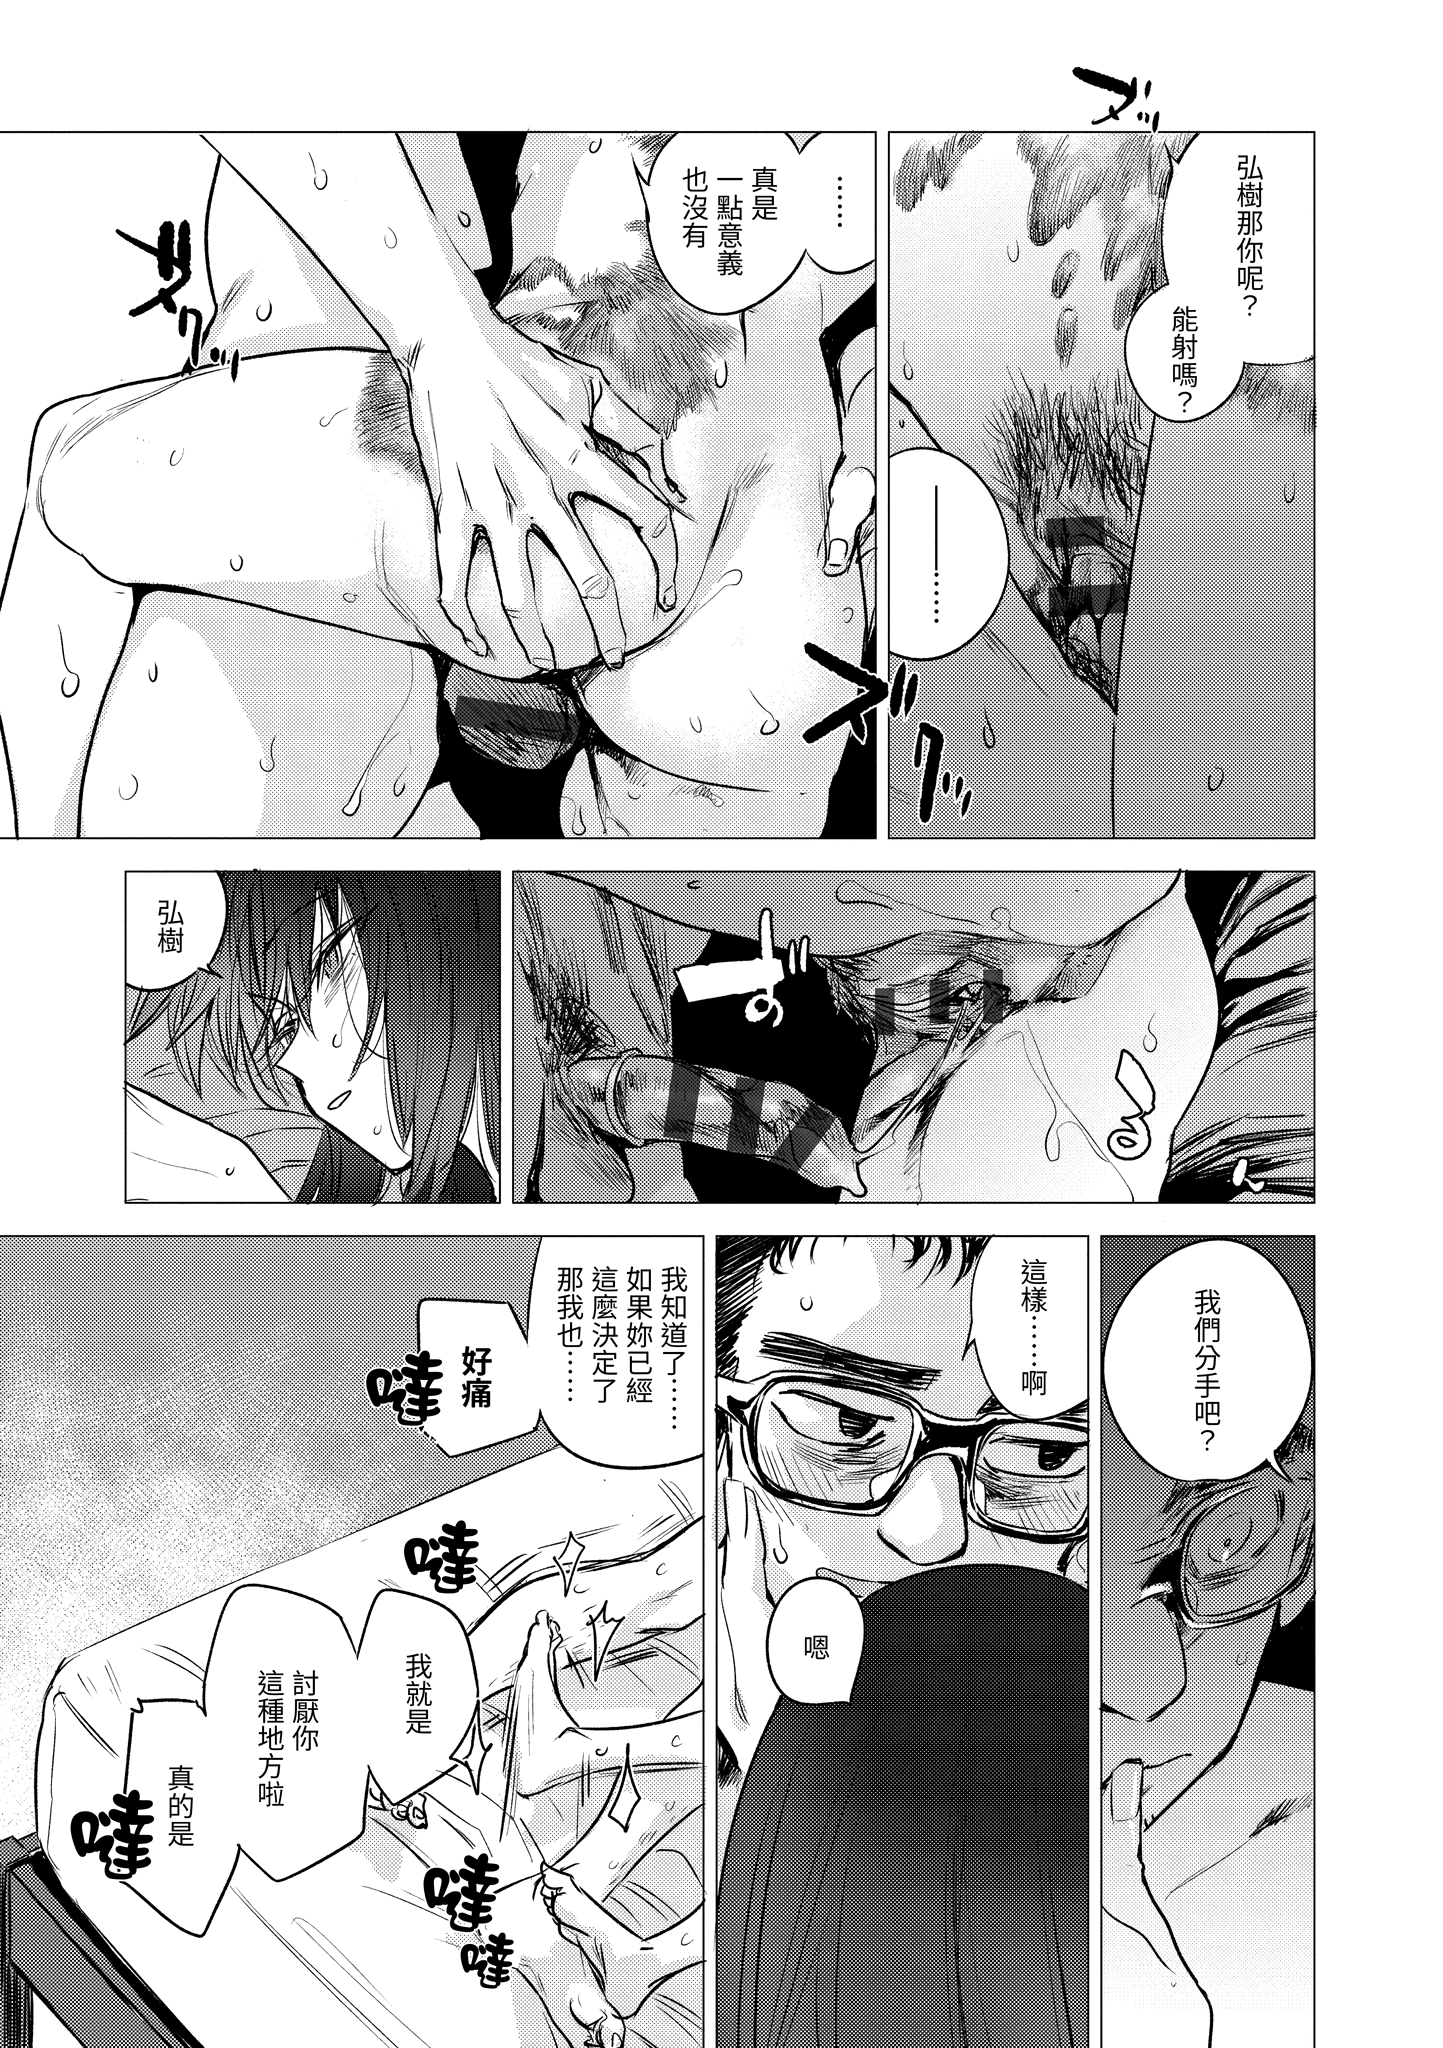 ズッ
弘樹那你呢？
能射嗎？
……
真是
一點意義
也沒有
弘樹
我們分手吧？
這樣……啊
嗯
我知道了……
如果妳已經
這麼決定了
那我也……
好痛
噠
噠
我就是
討厭你
這種地方啦
真的是
噠
噠
噠